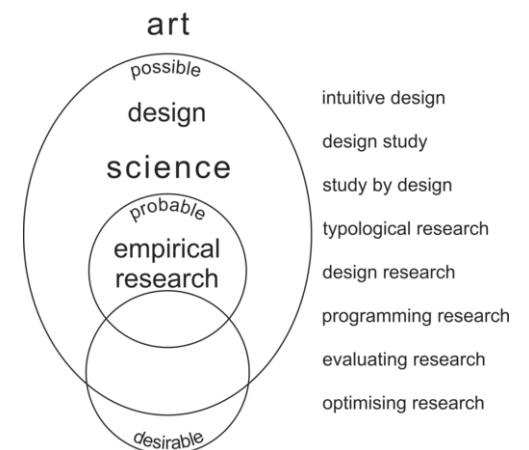 art
possible
design
science
probable
empirical
research
desirable
intuitive design
design study
study by design
typological research
design research
programming research
evaluating research
optimising research